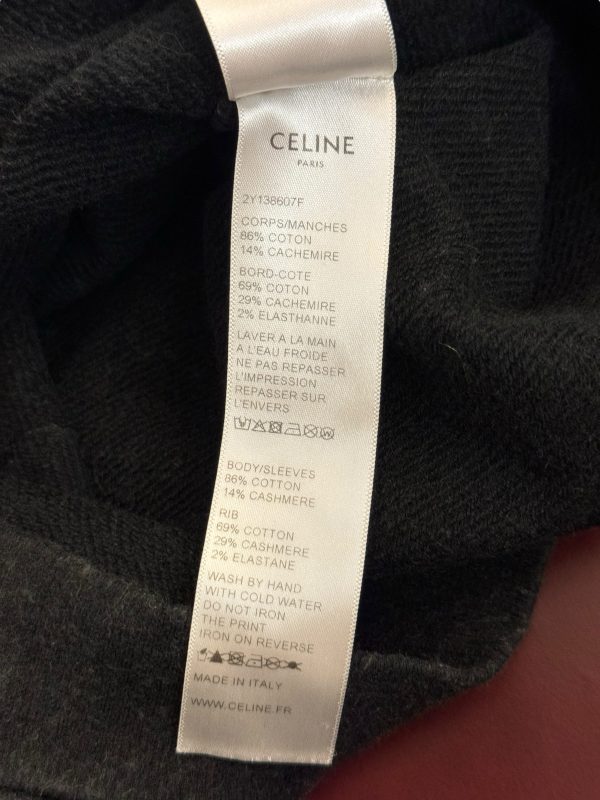 CELINE
PARIS
2Y138607F
CORPS/MANCHES
86% COTON
14% CACHEMIRE
BORD-COTE
69% COTON
29% CACHEMIRE
2% ELASTHANNE
LAVER A LA MAIN
A L'EAU FROIDE
NE PAS REPASSER
L'IMPRESSION
REPASSER SUR
L'ENVERS
BODY/SLEEVES
86% COTTON
14% CASHMERE
RIB
69% COTTON
29% CASHMERE
2% ELASTANE
WASH BY HAND
WITH COLD WATER
DO NOT IRON
THE PRINT
IRON ON REVERSE
MADE IN ITALY
WWW.CELINE.FR